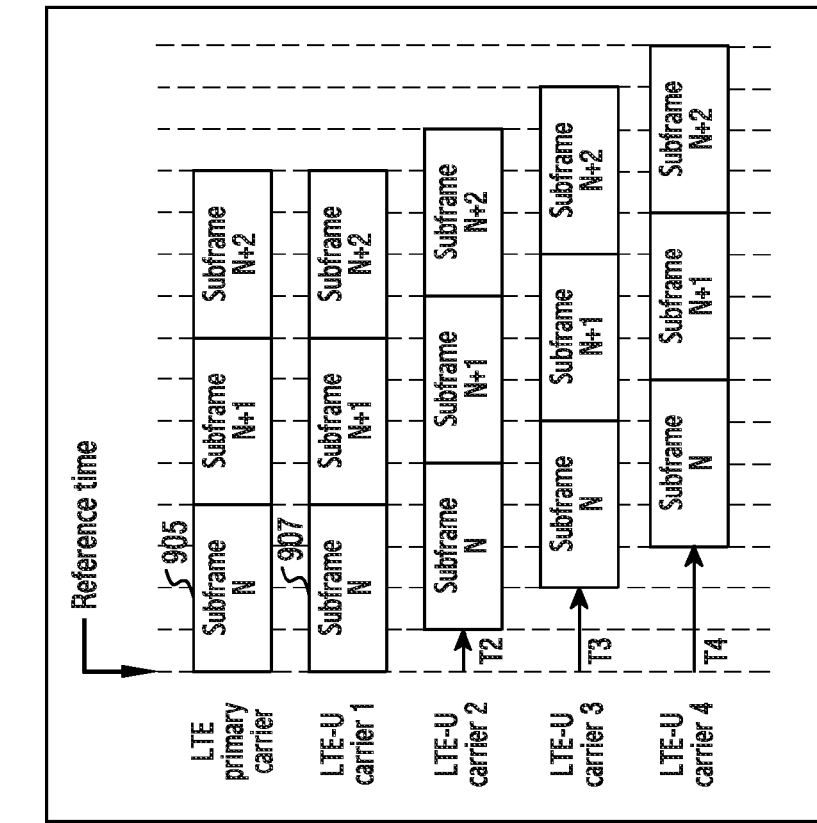 Reference time
LTE
primary
carrier
905
Subframe
N
Subframe
N+1
Subframe
N+2
LTE-U
carrier 1
907
Subframe
N
Subframe
N+1
Subframe
N+2
LTE-U
carrier 2
T2
Subframe
N
Subframe
N+1
Subframe
N+2
LTE-U
carrier 3
T3
Subframe
N
Subframe
N+1
Subframe
N+2
LTE-U
carrier 4
T4
Subframe
N
Subframe
N+1
Subframe
N+2